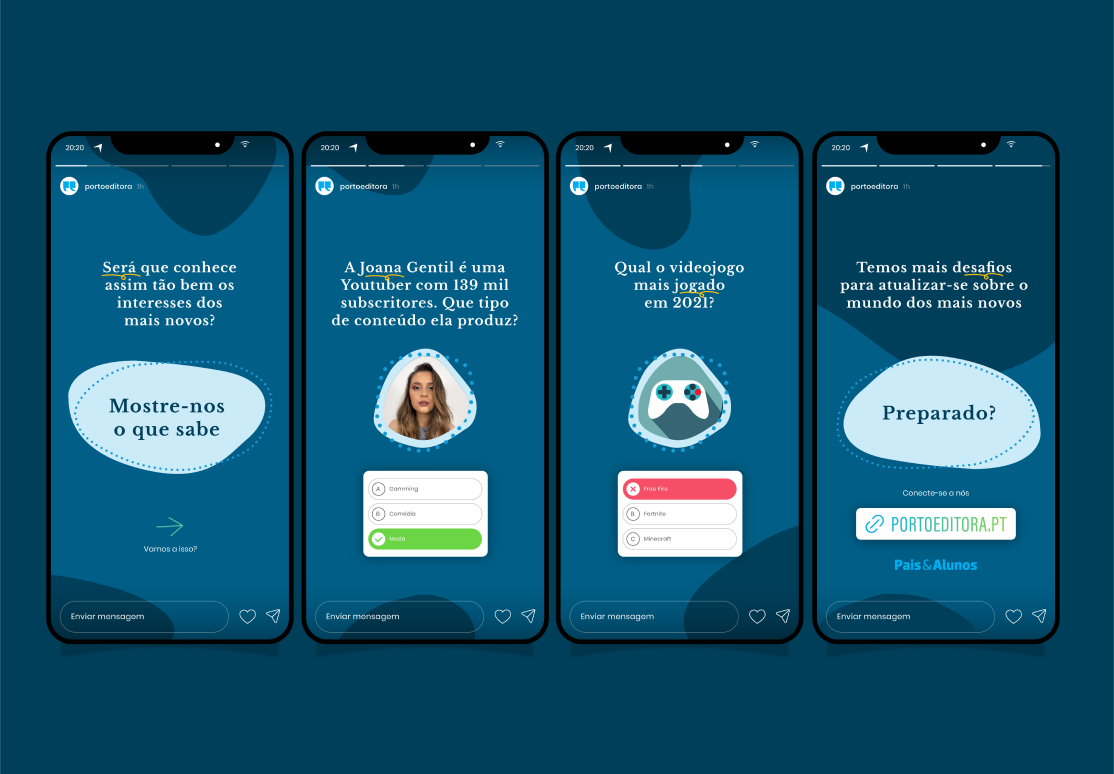 20:20
portoeditora 1h
Será que conhece
assim tão bem os
interesses dos
mais novos?
Mostre-nos
o que sabe
Vamos a isso?
Enviar mensagem
20:20
portoeditora 1h
A Joana Gentil é uma
Youtuber com 139 mil
subscritores. Que tipo
de conteúdo ela produz?
A Gamming
B Comédia
Moda
Enviar mensagem
20:20
portoeditora 1h
Qual o videojogo
mais jogado
em 2021?
Free Fire
B Fortnite
C Minecraft
Enviar mensagem
20:20
portoeditora 1h
Temos mais desafios
para atualizar-se sobre o
mundo dos mais novos
Preparado?
Conecte-se a nós
PORTOEDITORA.PT
Pais&Alunos
Enviar mensagem